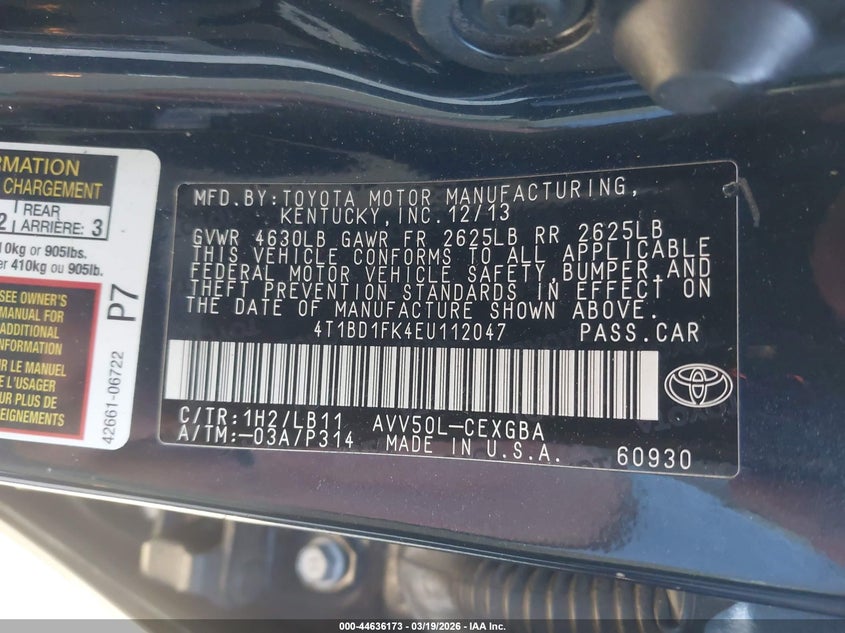 RMATION
CHARGEMENT
2 REAR ARRIÈRE: 3
10kg or 905lbs.
er 410kg ou 905lb.
SEE OWNER'S
MANUAL FOR
ADDITIONAL
INFORMATION
L'USAGER
SUR PLUS DE
42661-06722
P7
MFD.BY:TOYOTA MOTOR MANUFACTURING,
KENTUCKY,INC.12/13
GVWR 4630LB GAWR FR 2625LB RR 2625LB
THIS VEHICLE CONFORMS TO ALL APPLICABLE
FEDERAL MOTOR VEHICLE SAFETY,BUMPER,AND
THEFT PREVENTION STANDARDS IN EFFECT ON
THE DATE OF MANUFACTURE SHOWN ABOVE.
4T1BD1FK4EU112047 PASS.CAR
C/TR:1H2/LB11 AVV50L-CEXGBA
A/TM:-03A/P314 MADE IN U.S.A.
60930
000-44636173 — 03/19/2026 — IAA Inc.